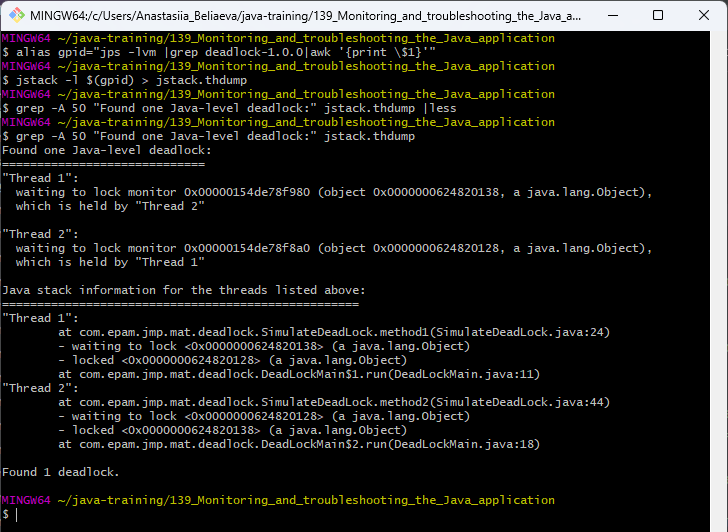 MINGW64:/c/Users/Anastasiia_Beliaeva/java-training/139_Monitoring_and_troubleshooting_the_Java_a...
MINGW64 ~/java-training/139_Monitoring_and_troubleshooting_the_Java_application
$ alias gpid="jps -lvm |grep deadlock-1.0.0|awk '{print \$1}'"
MINGW64 ~/java-training/139_Monitoring_and_troubleshooting_the_Java_application
$ jstack -l $(gpid) > jstack.thdump
MINGW64 ~/java-training/139_Monitoring_and_troubleshooting_the_Java_application
$ grep -A 50 "Found one Java-level deadlock:" jstack.thdump |less
MINGW64 ~/java-training/139_Monitoring_and_troubleshooting_the_Java_application
$ grep -A 50 "Found one Java-level deadlock:" jstack.thdump
Found one Java-level deadlock:
=============================
"Thread 1":
  waiting to lock monitor 0x00000154de78f980 (object 0x0000000624820138, a java.lang.Object),
  which is held by "Thread 2"

"Thread 2":
  waiting to lock monitor 0x00000154de78f8a0 (object 0x0000000624820128, a java.lang.Object),
  which is held by "Thread 1"

Java stack information for the threads listed above:
===================================================
"Thread 1":
        at com.epam.jmp.mat.deadlock.SimulateDeadLock.method1(SimulateDeadLock.java:24)
        - waiting to lock <0x0000000624820138> (a java.lang.Object)
        - locked <0x0000000624820128> (a java.lang.Object)
        at com.epam.jmp.mat.deadlock.DeadLockMain$1.run(DeadLockMain.java:11)
"Thread 2":
        at com.epam.jmp.mat.deadlock.SimulateDeadLock.method2(SimulateDeadLock.java:44)
        - waiting to lock <0x0000000624820128> (a java.lang.Object)
        - locked <0x0000000624820138> (a java.lang.Object)
        at com.epam.jmp.mat.deadlock.DeadLockMain$2.run(DeadLockMain.java:18)

Found 1 deadlock.

MINGW64 ~/java-training/139_Monitoring_and_troubleshooting_the_Java_application
$